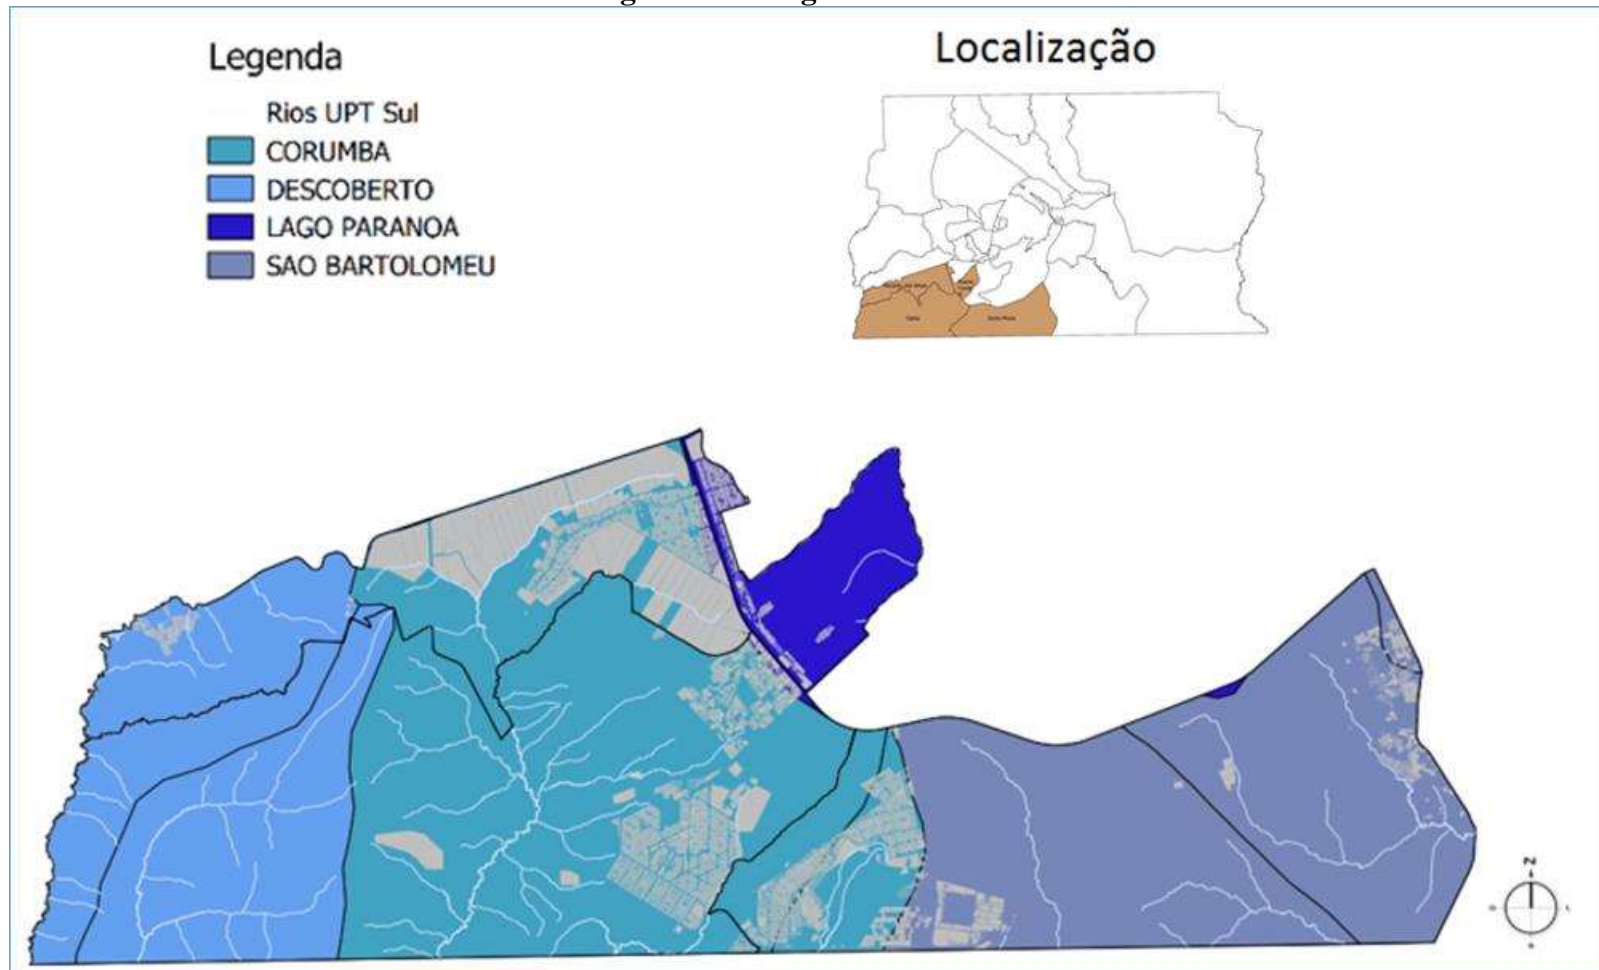 Legenda
Rios UPT Sul
CORUMBA
DESCOBERTO
LAGO PARANOA
SAO BARTOLOMEU
Localização
N